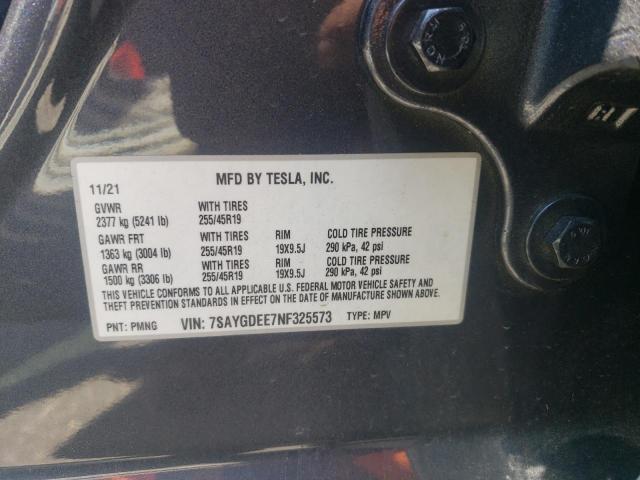 MFD BY TESLA, INC.
11/21
GVWR WITH TIRES
2377 kg (5241 lb) 255/45R19
GAWR FRT WITH TIRES RIM COLD TIRE PRESSURE
1363 kg (3004 lb) 255/45R19 19X9.5J 290 kPa, 42 psi
GAWR RR WITH TIRES RIM COLD TIRE PRESSURE
1500 kg (3306 lb) 255/45R19 19X9.5J 290 kPa, 42 psi
THIS VEHICLE CONFORMS TO ALL APPLICABLE U.S. FEDERAL MOTOR VEHICLE SAFETY AND
THEFT PREVENTION STANDARDS IN EFFECT ON THE DATE OF MANUFACTURE SHOWN ABOVE.
PNT: PMNG VIN: 7SAYGDEE7NF325573 TYPE: MPV